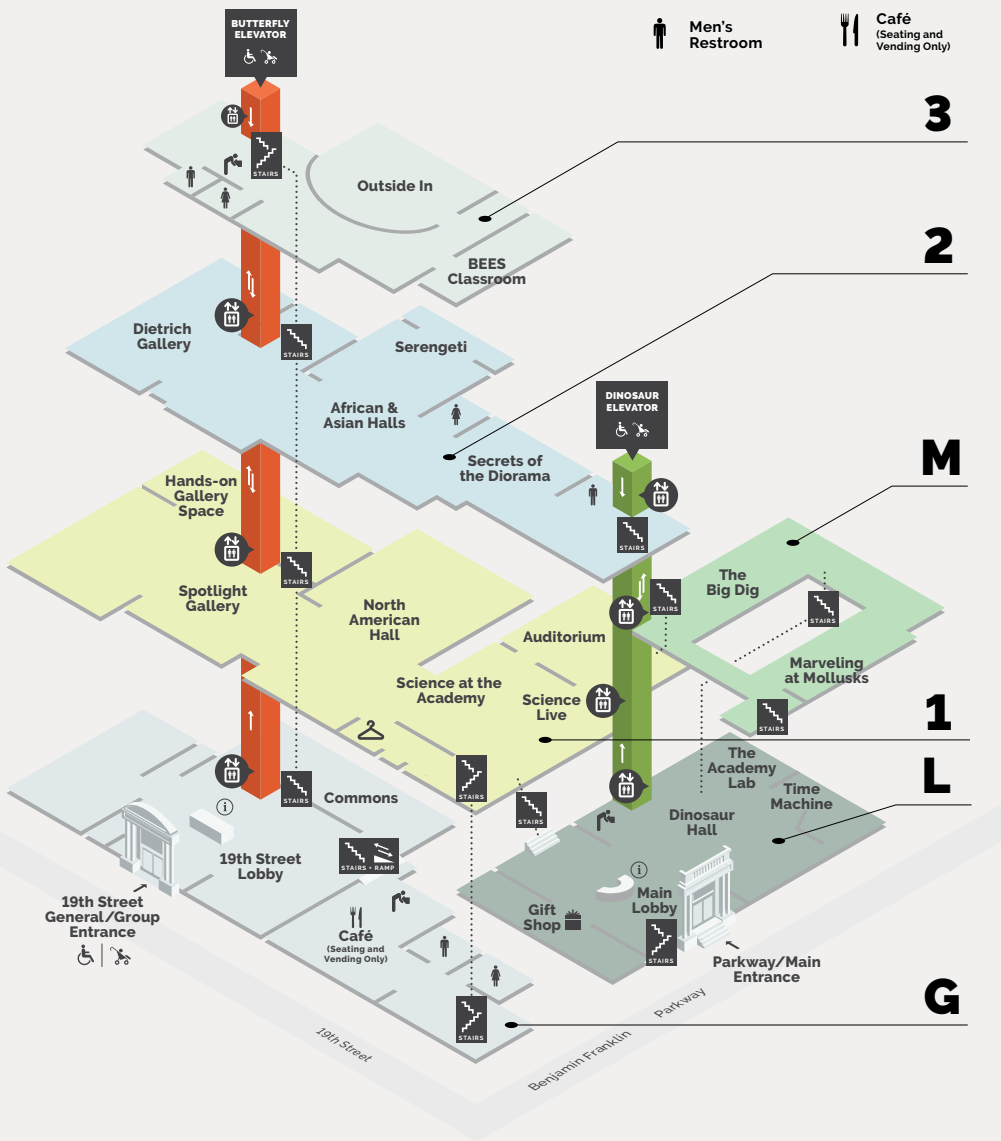 BUTTERFLY
ELEVATOR
Men's
Restroom
Café
(Seating and
Vending Only)
3
STAIRS
Outside In
BEES
Classroom
2
Dietrich
Gallery
STAIRS
Serengeti
African &
Asian Halls
DINOSAUR
ELEVATOR
Secrets of
the Diorama
M
Hands-on
Gallery
Space
STAIRS
STAIRS
Spotlight
Gallery
North
American
Hall
Auditorium
STAIRS
The
Big Dig
STAIRS
Marveling
at Mollusks
Science at the
Academy
Science
Live
STAIRS
1
STAIRS
Commons
STAIRS
STAIRS
The
Academy
Lab
Time
Machine
L
Dinosaur
Hall
19th Street
Lobby
STAIRS + RAMP
Main
Lobby
Gift
Shop
STAIRS
19th Street
General/Group
Entrance
Café
(Seating and
Vending Only)
Parkway/Main
Entrance
STAIRS
G
19th Street
Benjamin Franklin Parkway